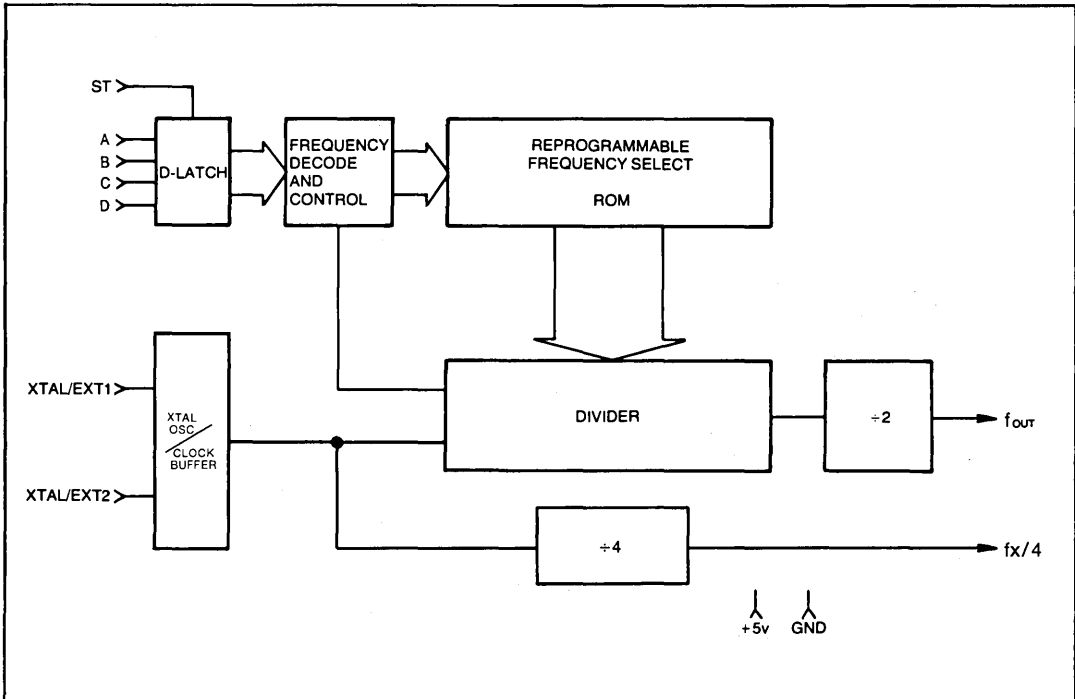 ST
A
B
C
D
D-LATCH
FREQUENCY
DECODE
AND
CONTROL
REPROGRAMMABLE
FREQUENCY SELECT
ROM
XTAL/EXT1
XTAL/EXT2
XTAL
OSC
CLOCK
BUFFER
DIVIDER
÷2
fOUT
÷4
fx/4
+5v
GND